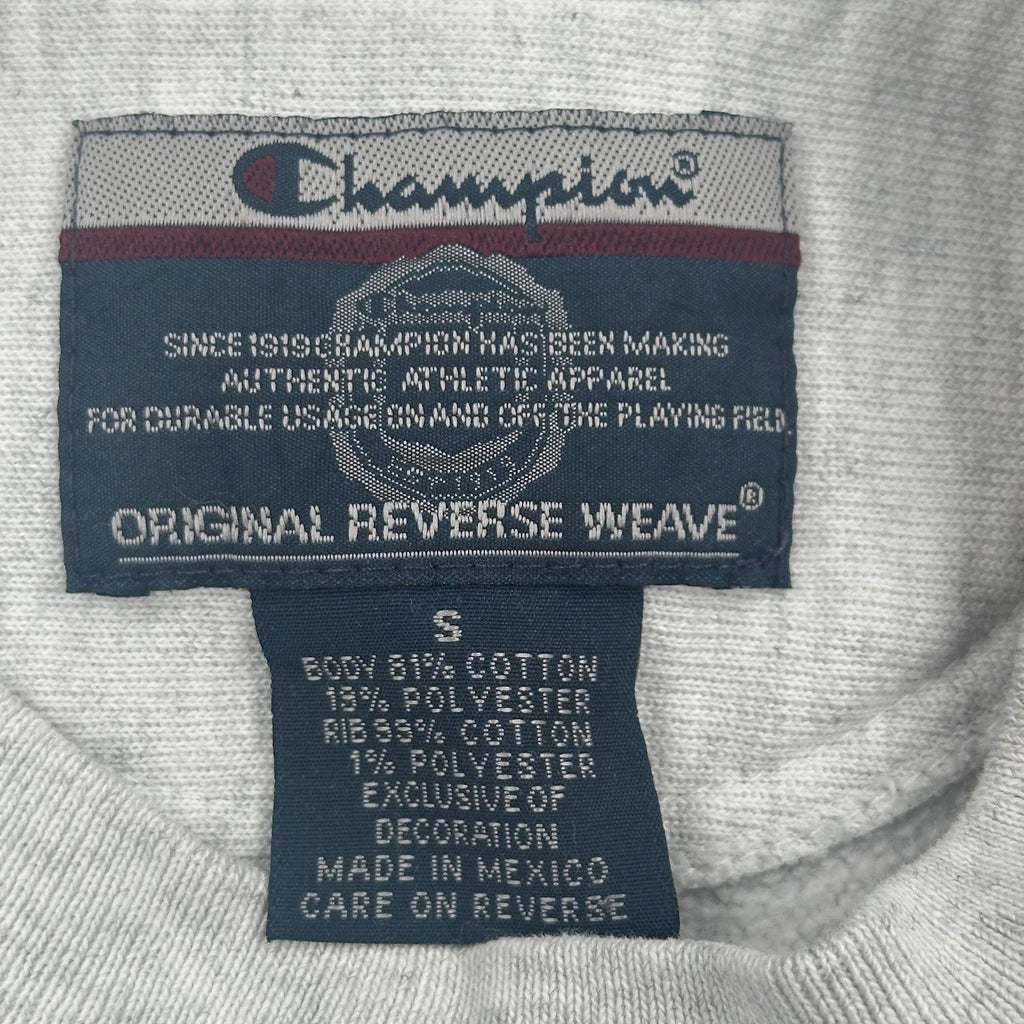 Champion®
SINCE 1919 CHAMPION HAS BEEN MAKING
AUTHENTIC ATHLETIC APPAREL
FOR DURABLE USAGE ON AND OFF THE PLAYING FIELD.
ORIGINAL REVERSE WEAVE®
S
BODY 81% COTTON
19% POLYESTER
RIB 99% COTTON
1% POLYESTER
EXCLUSIVE OF
DECORATION
MADE IN MEXICO
CARE ON REVERSE